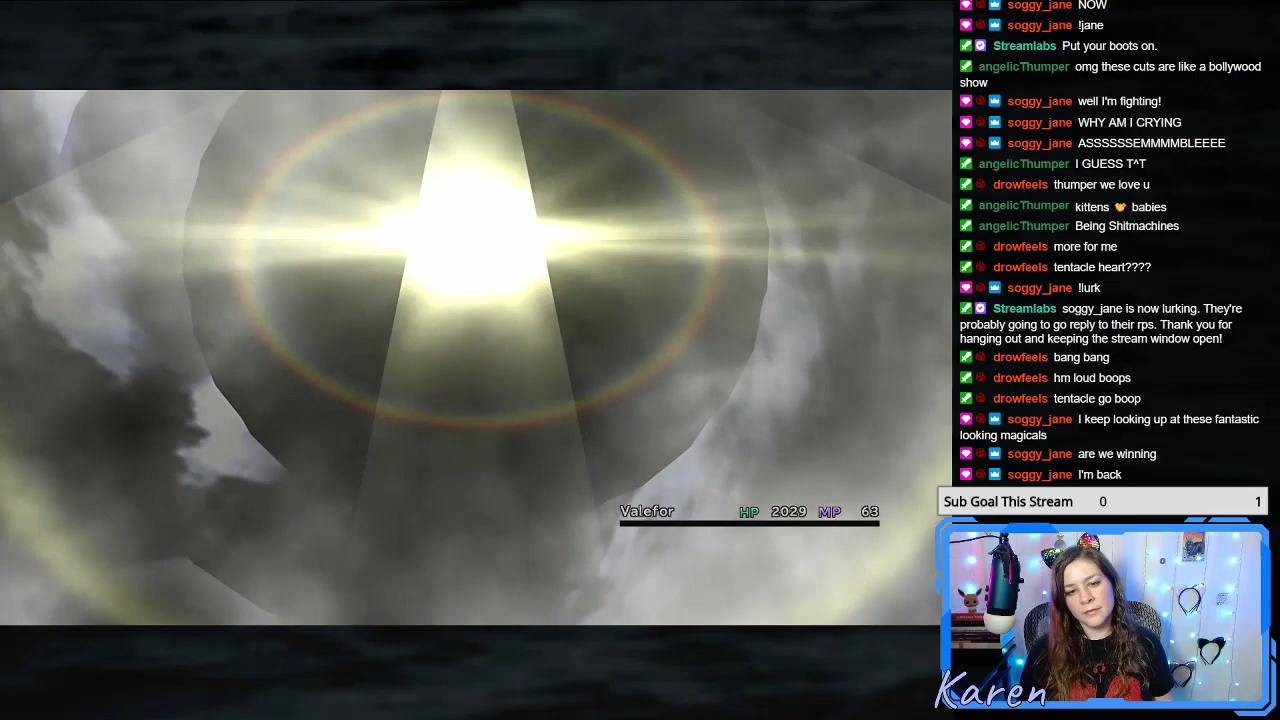 soggy_jane NOW
soggy_jane !jane
Streamlabs Put your boots on.
angelicThumper omg these cuts are like a bollywood
show
soggy_jane well I'm fighting!
soggy_jane WHY AM I CRYING
soggy_jane ASSSSSSEMMMMBLEEEE
angelicThumper I GUESS T^T
drowfeels thumper we love u
angelicThumper kittens babies
angelicThumper Being Shitmachines
drowfeels more for me
drowfeels tentacle heart????
soggy_jane !lurk
Streamlabs soggy_jane is now lurking. They're
probably going to go reply to their rps. Thank you for
hanging out and keeping the stream window open!
drowfeels bang bang
drowfeels hm loud boops
drowfeels tentacle go boop
soggy_jane I keep looking up at these fantastic
looking magicals
soggy_jane are we winning
soggy_jane I'm back
Sub Goal This Stream 0 1
Valefor HP 2029 MP 63
Karen